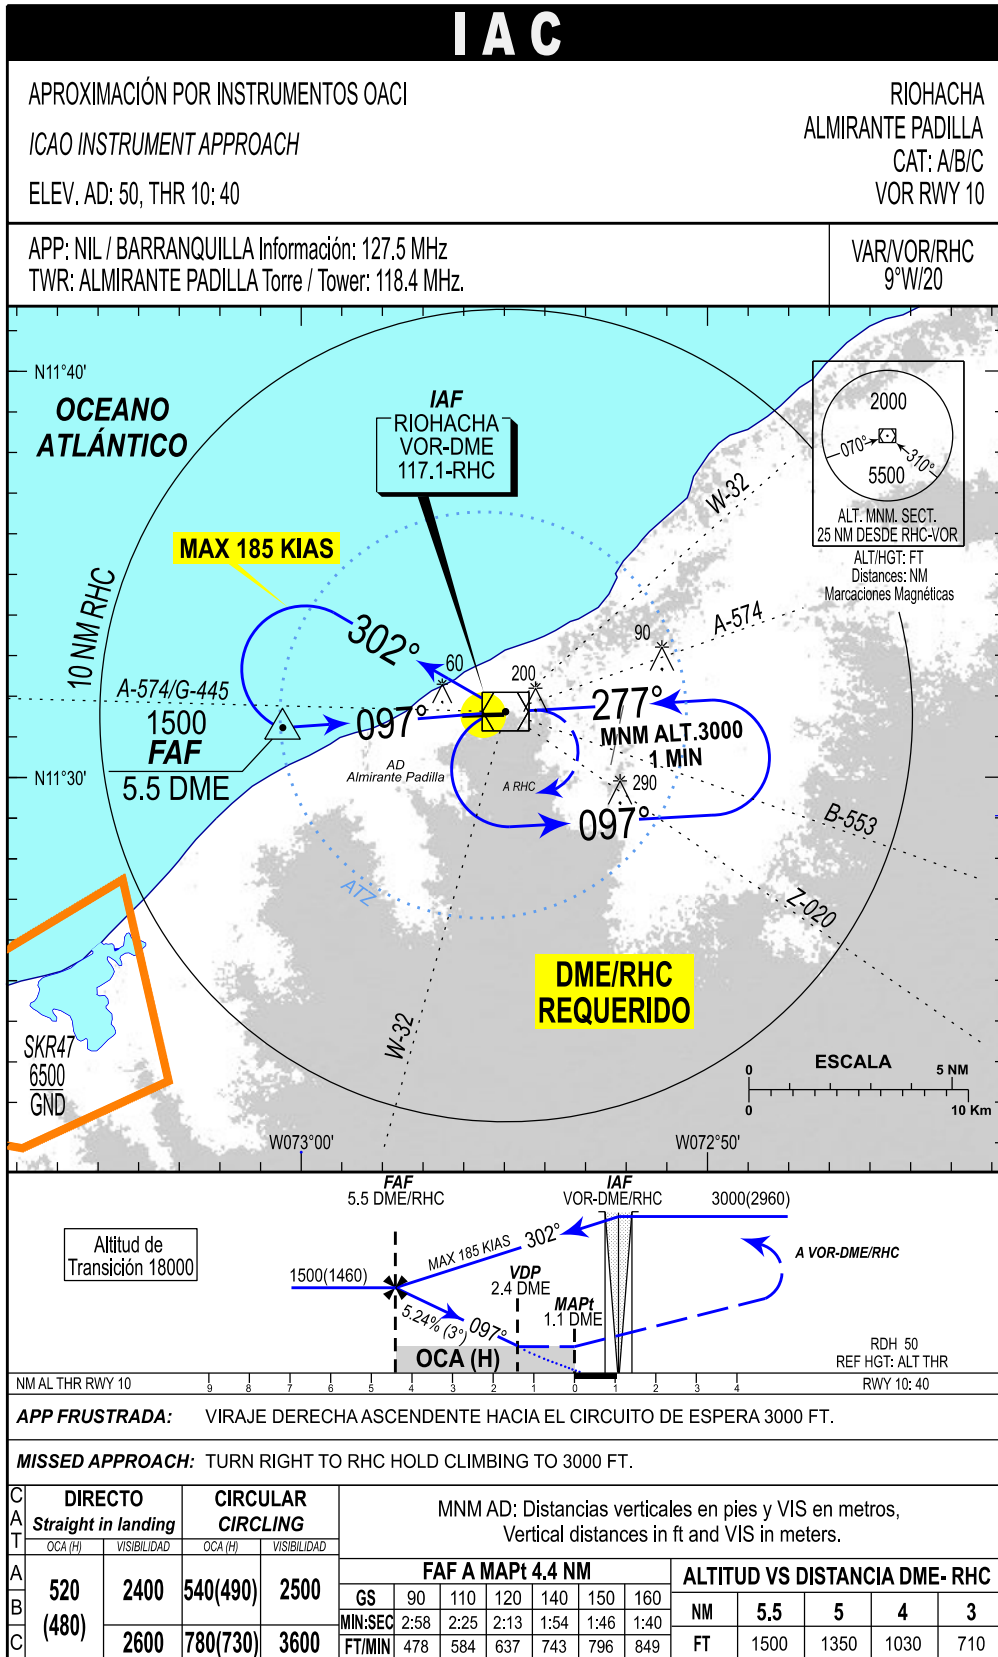 IAC
APROXIMACIÓN POR INSTRUMENTOS OACI
ICAO INSTRUMENT APPROACH
ELEV. AD: 50, THR 10: 40
RIOHACHA
ALMIRANTE PADILLA
CAT: A/B/C
VOR RWY 10
APP: NIL / BARRANQUILLA Información: 127.5 MHz
TWR: ALMIRANTE PADILLA Torre / Tower: 118.4 MHz.
VAR/VOR/RHC
9°W/20
N11°40'
OCEANO
ATLÁNTICO
IAF
RIOHACHA
VOR-DME
117.1-RHC
2000
070°
310°
5500
ALT. MNM. SECT.
25 NM DESDE RHC-VOR
ALT/HGT: FT
Distances: NM
Marcaciones Magnéticas
W-32
MAX 185 KIAS
10 NM RHC
302°
A-574
90
60
200
A-574/G-445
1500
FAF
5.5 DME
097°
277°
MNM ALT.3000
1 MIN
AD
Almirante Padilla
A RHC
290
097°
N11°30'
B-553
Z-020
ATZ
DME/RHC
REQUERIDO
W-32
SKR47
6500
GND
ESCALA
0 5 NM
0 10 Km
W073°00'
W072°50'
FAF
5.5 DME/RHC
IAF
VOR-DME/RHC
3000(2960)
Altitud de
Transición 18000
MAX 185 KIAS
302°
A VOR-DME/RHC
1500(1460)
VDP
2.4 DME
MAPt
1.1 DME
5.24% (3°)
097°
OCA (H)
RDH 50
REF HGT: ALT THR
NM AL THR RWY 10
9 8 7 6 5 4 3 2 1 0 1 2 3 4
RWY 10: 40
APP FRUSTRADA: VIRAJE DERECHA ASCENDENTE HACIA EL CIRCUITO DE ESPERA 3000 FT.
MISSED APPROACH: TURN RIGHT TO RHC HOLD CLIMBING TO 3000 FT.
CAT
DIRECTO
Straight in landing
CIRCULAR
CIRCLING
OCA (H) VISIBILIDAD OCA (H) VISIBILIDAD
A
B
C
520
(480)
2400 540(490) 2500
2600 780(730) 3600
MNM AD: Distancias verticales en pies y VIS en metros,
Vertical distances in ft and VIS in meters.
FAF A MAPt 4.4 NM
GS 90 110 120 140 150 160
MIN:SEC 2:58 2:25 2:13 1:54 1:46 1:40
FT/MIN 478 584 637 743 796 849
ALTITUD VS DISTANCIA DME- RHC
NM 5.5 5 4 3
FT 1500 1350 1030 710